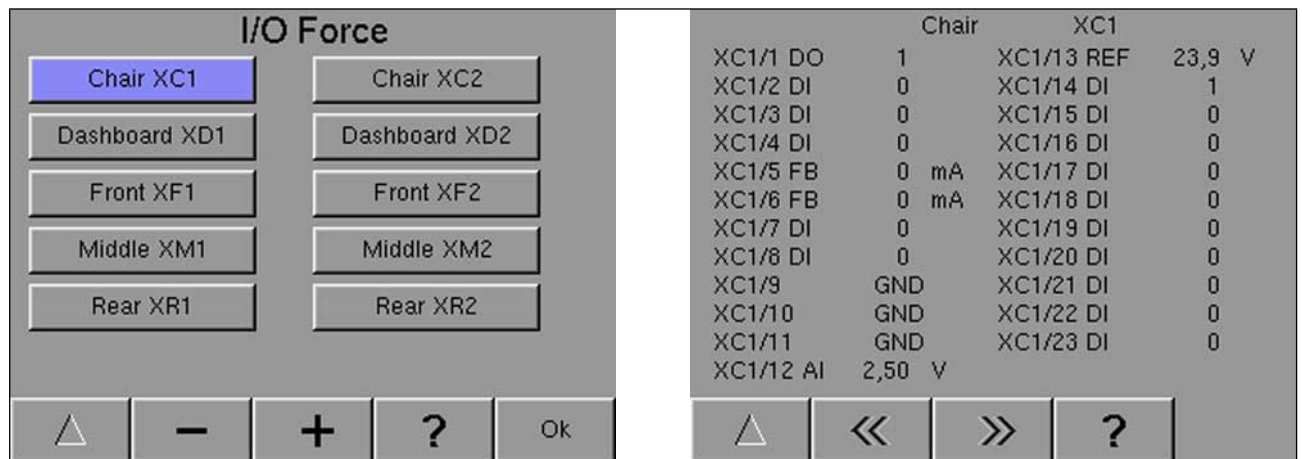 I/O Force
Chair XC1 Chair XC2
Dashboard XD1 Dashboard XD2
Front XF1 Front XF2
Middle XM1 Middle XM2
Rear XR1 Rear XR2
− + ? Ok
Chair XC1
XC1/1 DO 1 XC1/13 REF 23,9 V
XC1/2 DI 0 XC1/14 DI 1
XC1/3 DI 0 XC1/15 DI 0
XC1/4 DI 0 XC1/16 DI 0
XC1/5 FB 0 mA XC1/17 DI 0
XC1/6 FB 0 mA XC1/18 DI 0
XC1/7 DI 0 XC1/19 DI 0
XC1/8 DI 0 XC1/20 DI 0
XC1/9 GND XC1/21 DI 0
XC1/10 GND XC1/22 DI 0
XC1/11 GND XC1/23 DI 0
XC1/12 AI 2,50 V
« » ?